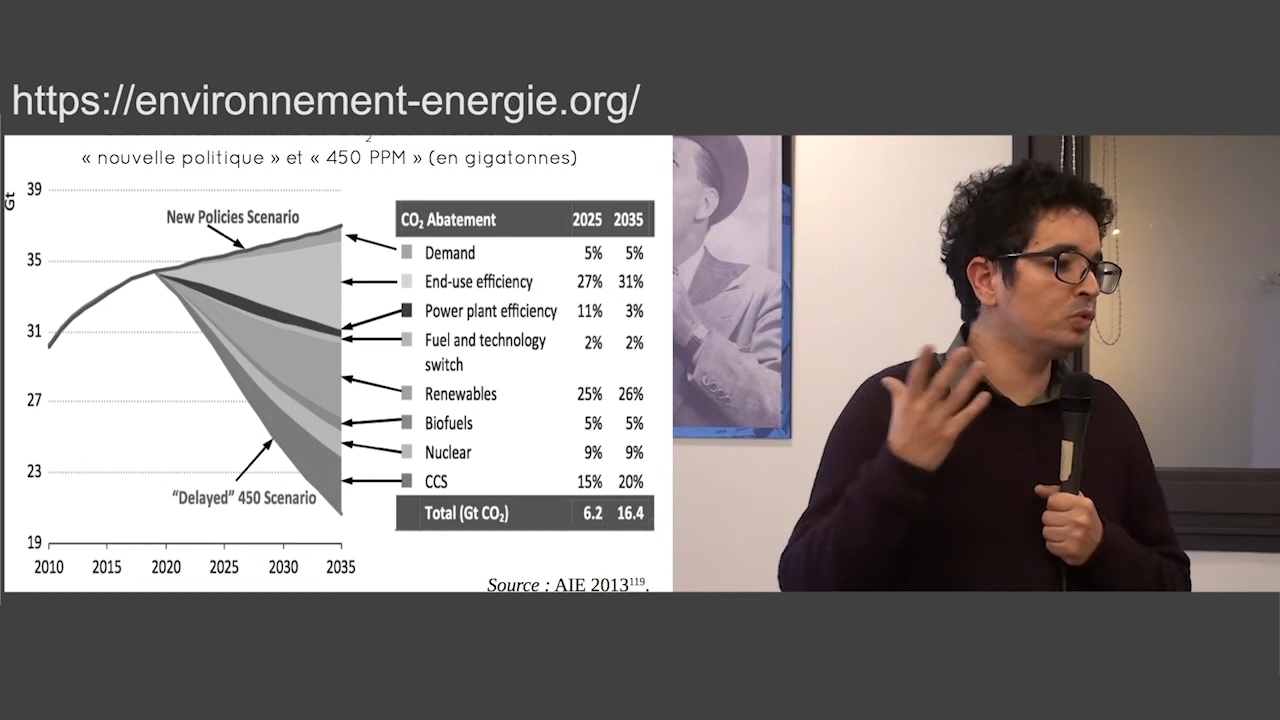 https://environnement-energie.org/
2
« nouvelle politique » et « 450 PPM » (en gigatonnes)
Gt
39
35
31
27
23
19
2010 2015 2020 2025 2030 2035
New Policies Scenario
"Delayed" 450 Scenario
CO₂ Abatement 2025 2035
Demand 5% 5%
End-use efficiency 27% 31%
Power plant efficiency 11% 3%
Fuel and technology 2% 2%
switch
Renewables 25% 26%
Biofuels 5% 5%
Nuclear 9% 9%
CCS 15% 20%
Total (Gt CO₂) 6.2 16.4
Source : AIE 2013¹¹⁹.